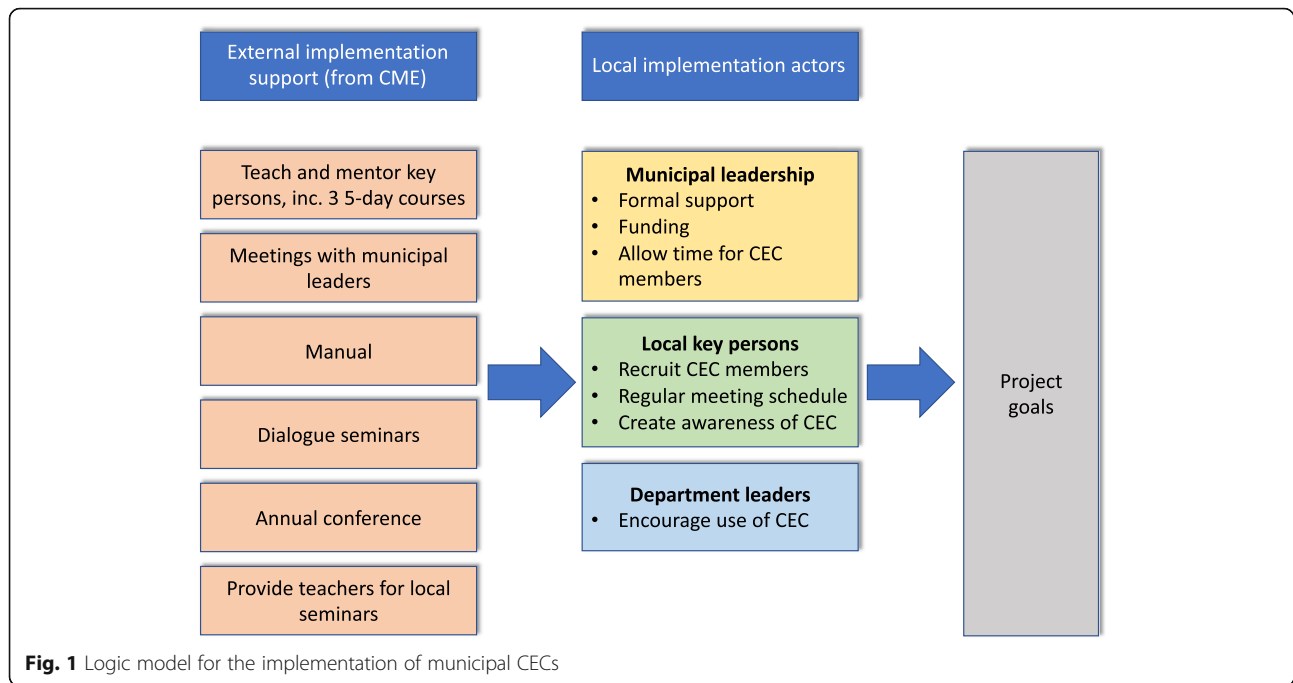 External implementation
support (from CME)
Local implementation actors
Teach and mentor key
persons, inc. 3 5-day courses
Meetings with municipal
leaders
Manual
Dialogue seminars
Annual conference
Provide teachers for local
seminars
Municipal leadership
• Formal support
• Funding
• Allow time for CEC
members
Local key persons
• Recruit CEC members
• Regular meeting schedule
• Create awareness of CEC
Department leaders
• Encourage use of CEC
Project
goals
Fig. 1 Logic model for the implementation of municipal CECs